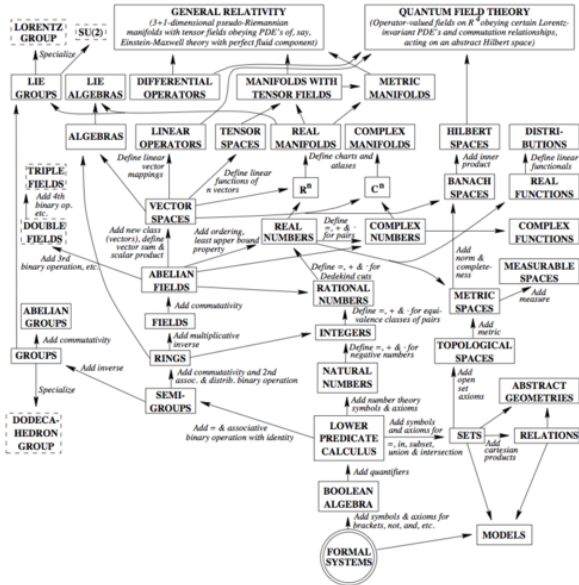 LORENTZ
GROUP
SU(2)
Specialize
GENERAL RELATIVITY
(3+1-dimensional pseudo-Riemannian
manifolds with tensor fields obeying PDE's of, say,
Einstein-Maxwell theory with perfect fluid component)
QUANTUM FIELD THEORY
(Operator-valued fields on R⁴ obeying certain Lorentz-
invariant PDE's and commutation relationships,
acting on an abstract Hilbert space)
LIE
GROUPS
LIE
ALGEBRAS
DIFFERENTIAL
OPERATORS
MANIFOLDS WITH
TENSOR FIELDS
METRIC
MANIFOLDS
ALGEBRAS
LINEAR
OPERATORS
TENSOR
SPACES
REAL
MANIFOLDS
COMPLEX
MANIFOLDS
HILBERT
SPACES
DISTRI-
BUTIONS
Define linear
vector
mappings
Define linear
functions of
n vectors
Define charts and
atlases
Add inner
product
Define linear
functionals
TRIPLE
FIELDS
Add 4th
binary op.
etc.
DOUBLE
FIELDS
Add 3rd
binary operation, etc.
VECTOR
SPACES
Rⁿ
Cⁿ
BANACH
SPACES
REAL
FUNCTIONS
Add new class
(vectors), define
vector sum &
scalar product
Add ordering,
least upper bound
property
REAL
NUMBERS
Define
=, + & ·
for pairs
COMPLEX
NUMBERS
COMPLEX
FUNCTIONS
Add
norm &
complete-
ness
MEASURABLE
SPACES
Add
measure
ABELIAN
FIELDS
Define =, + & · for
Dedekind cuts
RATIONAL
NUMBERS
METRIC
SPACES
Add commutativity
ABELIAN
GROUPS
FIELDS
Define =, + & · for equi-
valence classes of pairs
Add
metric
Add commutativity
Add multiplicative
inverse
INTEGERS
TOPOLOGICAL
SPACES
GROUPS
RINGS
Define =, + & · for
negative numbers
Add inverse
Add commutativity and 2nd
assoc. & distrib. binary operation
NATURAL
NUMBERS
Add
open
set
axioms
ABSTRACT
GEOMETRIES
Specialize
SEMI-
GROUPS
Add number theory
symbols & axioms
DODECA-
HEDRON
GROUP
Add = & associative
binary operation with identity
LOWER
PREDICATE
CALCULUS
Add symbols
and axioms for
=, in, subset,
union & intersection
SETS
Add
cartesian
products
RELATIONS
Add quantifiers
BOOLEAN
ALGEBRA
Add symbols & axioms for
brackets, not, and, etc.
FORMAL
SYSTEMS
MODELS